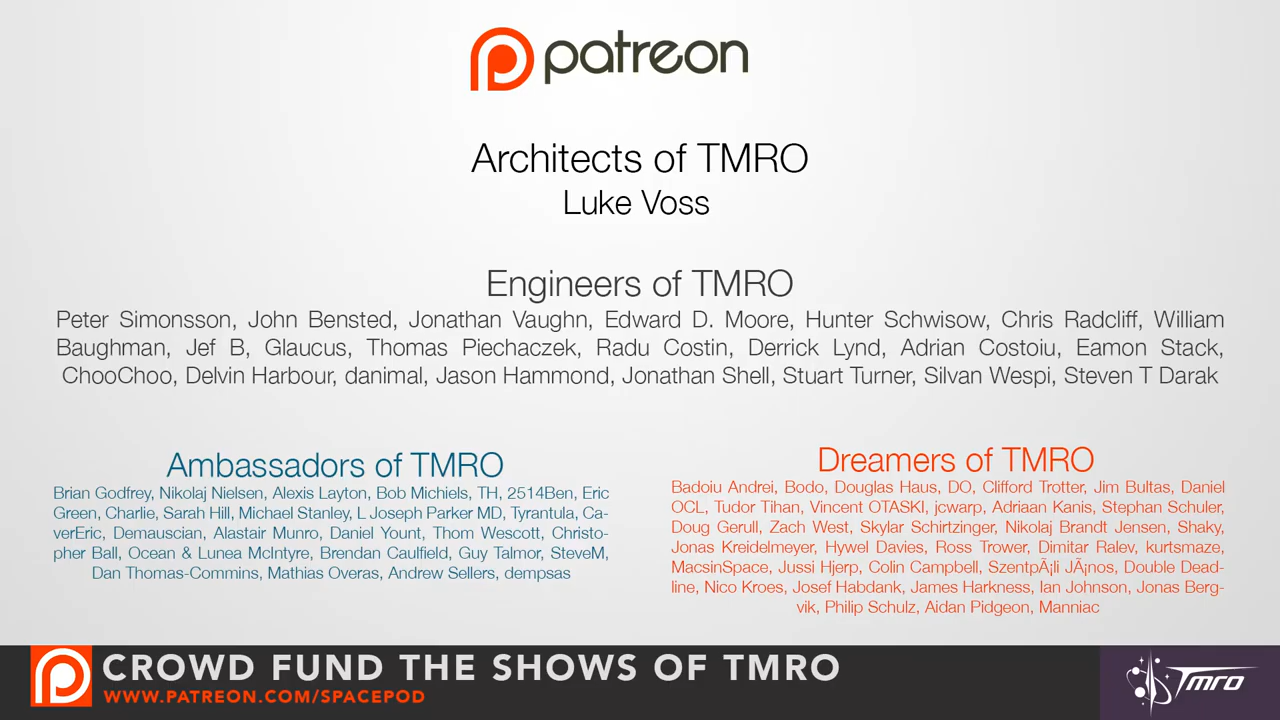 patreon
Architects of TMRO
Luke Voss
Engineers of TMRO
Peter Simonsson, John Bensted, Jonathan Vaughn, Edward D. Moore, Hunter Schwisow, Chris Radcliff, William
Baughman, Jef B, Glaucus, Thomas Piechaczek, Radu Costin, Derrick Lynd, Adrian Costoiu, Eamon Stack,
ChooChoo, Delvin Harbour, danimal, Jason Hammond, Jonathan Shell, Stuart Turner, Silvan Wespi, Steven T Darak
Ambassadors of TMRO
Brian Godfrey, Nikolaj Nielsen, Alexis Layton, Bob Michiels, TH, 2514Ben, Eric
Green, Charlie, Sarah Hill, Michael Stanley, L Joseph Parker MD, Tyrantula, Ca-
verEric, Demauscian, Alastair Munro, Daniel Yount, Thom Wescott, Christo-
pher Ball, Ocean & Lunea McIntyre, Brendan Caulfield, Guy Talmor, SteveM,
Dan Thomas-Commins, Mathias Overas, Andrew Sellers, dempsas
Dreamers of TMRO
Badoiu Andrei, Bodo, Douglas Haus, DO, Clifford Trotter, Jim Bultas, Daniel
OCL, Tudor Tihan, Vincent OTASKI, jcwarp, Adriaan Kanis, Stephan Schuler,
Doug Gerull, Zach West, Skylar Schirtzinger, Nikolaj Brandt Jensen, Shaky,
Jonas Kreidelmeyer, Hywel Davies, Ross Trower, Dimitar Ralev, kurtsmaze,
MacsinSpace, Jussi Hjerp, Colin Campbell, SzentpÃ¡li JÃ¡nos, Double Dead-
line, Nico Kroes, Josef Habdank, James Harkness, Ian Johnson, Jonas Berg-
vik, Philip Schulz, Aidan Pidgeon, Manniac
CROWD FUND THE SHOWS OF TMRO
WWW.PATREON.COM/SPACEPOD
Tmro